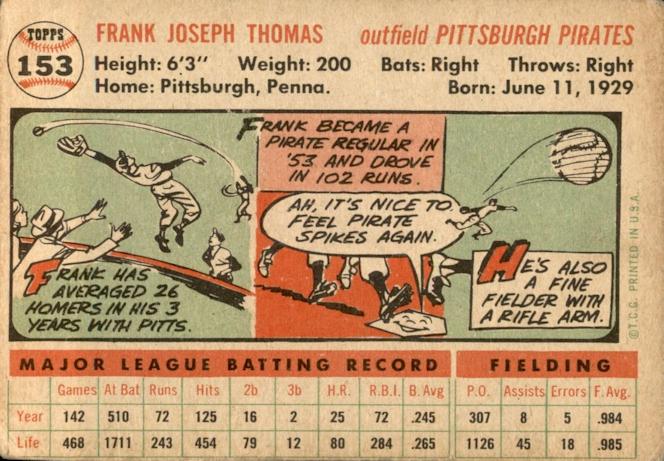 TOPPS
153
FRANK JOSEPH THOMAS outfield PITTSBURGH PIRATES
Height: 6'3" Weight: 200 Bats: Right Throws: Right
Home: Pittsburgh, Penna. Born: June 11, 1929
FRANK BECAME A
PIRATE REGULAR IN
'53 AND DROVE
IN 102 RUNS.
AH, IT'S NICE TO
FEEL PIRATE
SPIKES AGAIN.
FRANK HAS
AVERAGED 26
HOMERS IN HIS 3
YEARS WITH PITTS.
HE'S ALSO
A FINE
FIELDER WITH
A RIFLE ARM.
© T.C.G. PRINTED IN U.S.A.
MAJOR LEAGUE BATTING RECORD FIELDING
Games At Bat Runs Hits 2b 3b H.R. R.B.I. B. Avg P.O. Assists Errors F. Avg.
Year 142 510 72 125 16 2 25 72 .245 307 8 5 .984
Life 468 1711 243 454 79 12 80 284 .265 1126 45 18 .985